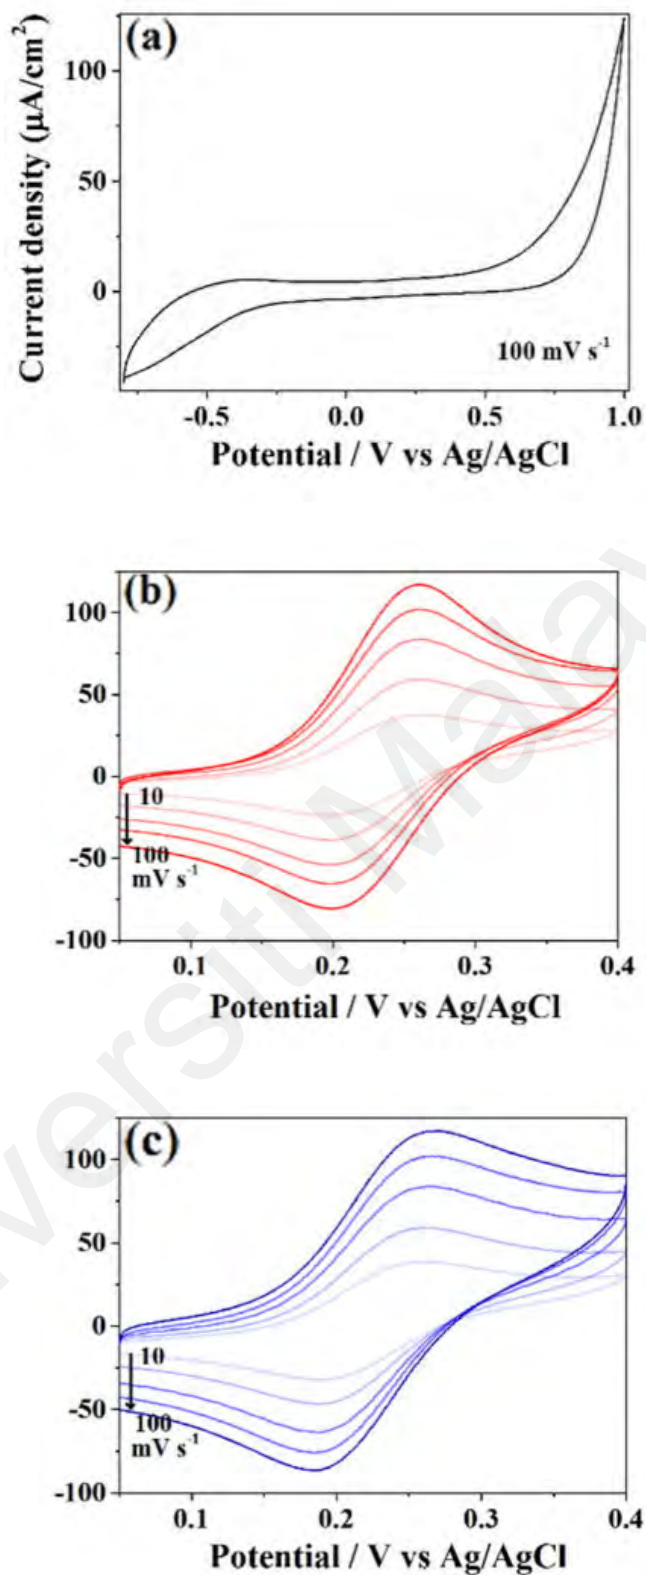 (a)
Current density (µA/cm²)
100
50
0
100 mV s⁻¹
-0.5
0.0
0.5
1.0
Potential / V vs Ag/AgCl
(b)
100
50
0
-50
-100
10
100
mV s⁻¹
0.1
0.2
0.3
0.4
Potential / V vs Ag/AgCl
(c)
100
50
0
-50
-100
10
100
mV s⁻¹
0.1
0.2
0.3
0.4
Potential / V vs Ag/AgCl